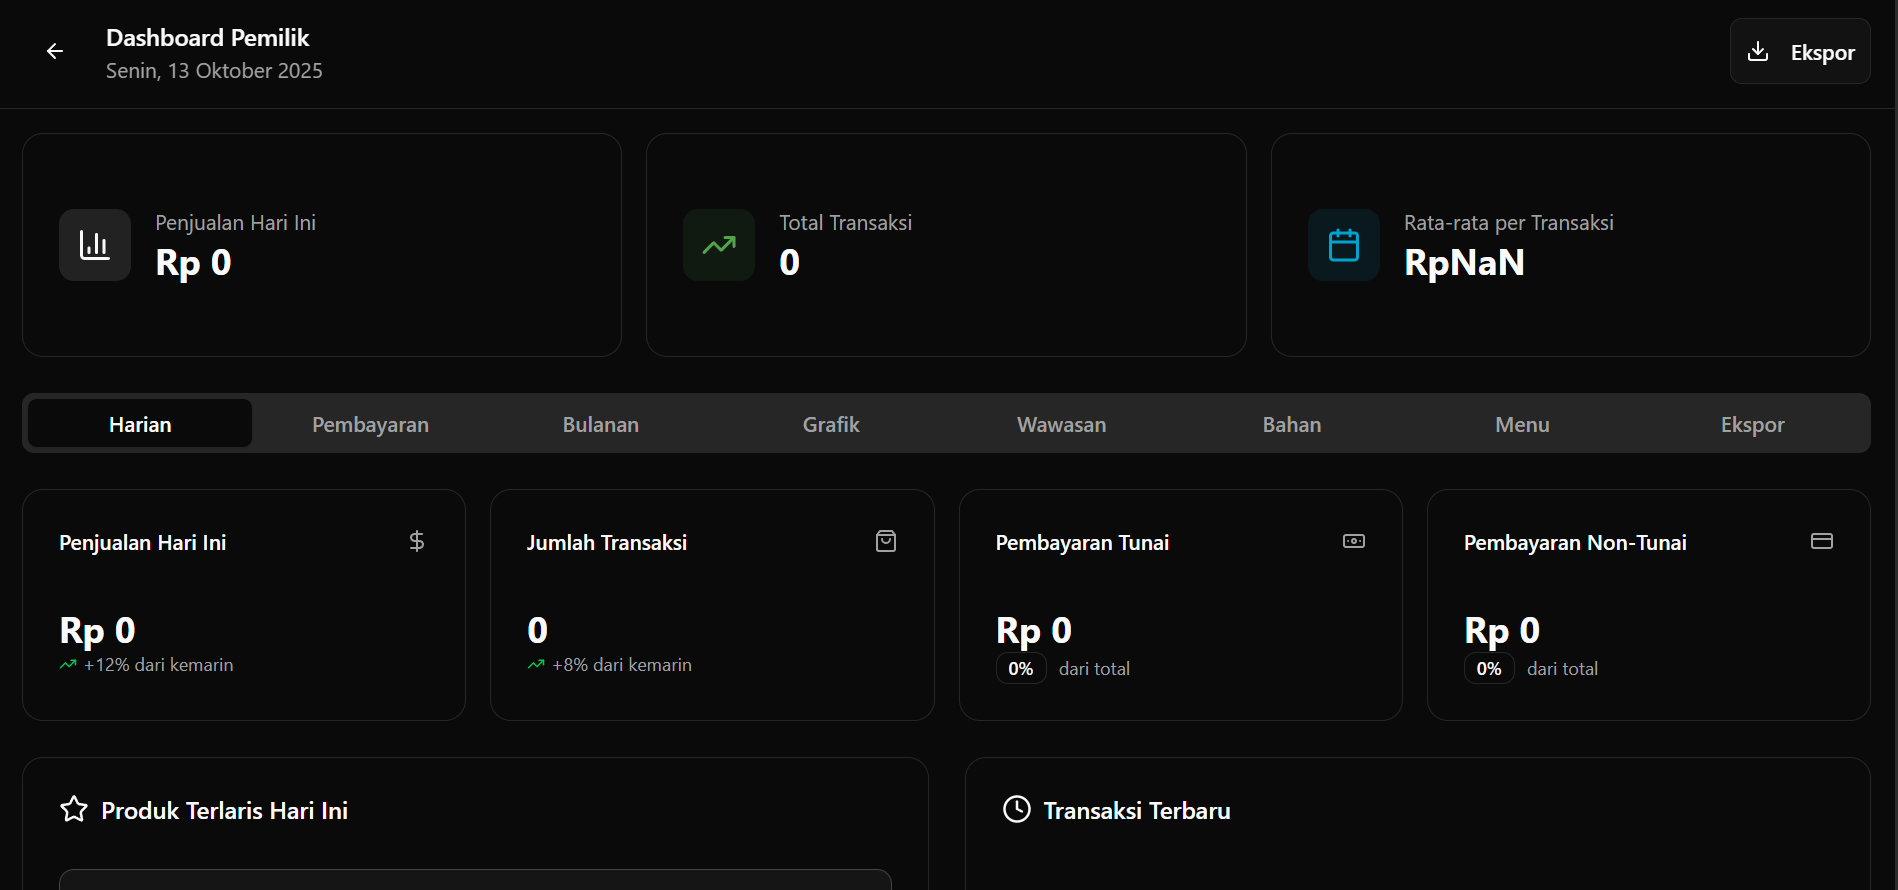 Dashboard Pemilik
Senin, 13 Oktober 2025
Ekspor
Penjualan Hari Ini
Rp 0
Total Transaksi
0
Rata-rata per Transaksi
RpNaN
Harian
Pembayaran
Bulanan
Grafik
Wawasan
Bahan
Menu
Ekspor
Penjualan Hari Ini
Rp 0
+12% dari kemarin
Jumlah Transaksi
0
+8% dari kemarin
Pembayaran Tunai
Rp 0
0% dari total
Pembayaran Non-Tunai
Rp 0
0% dari total
Produk Terlaris Hari Ini
Transaksi Terbaru